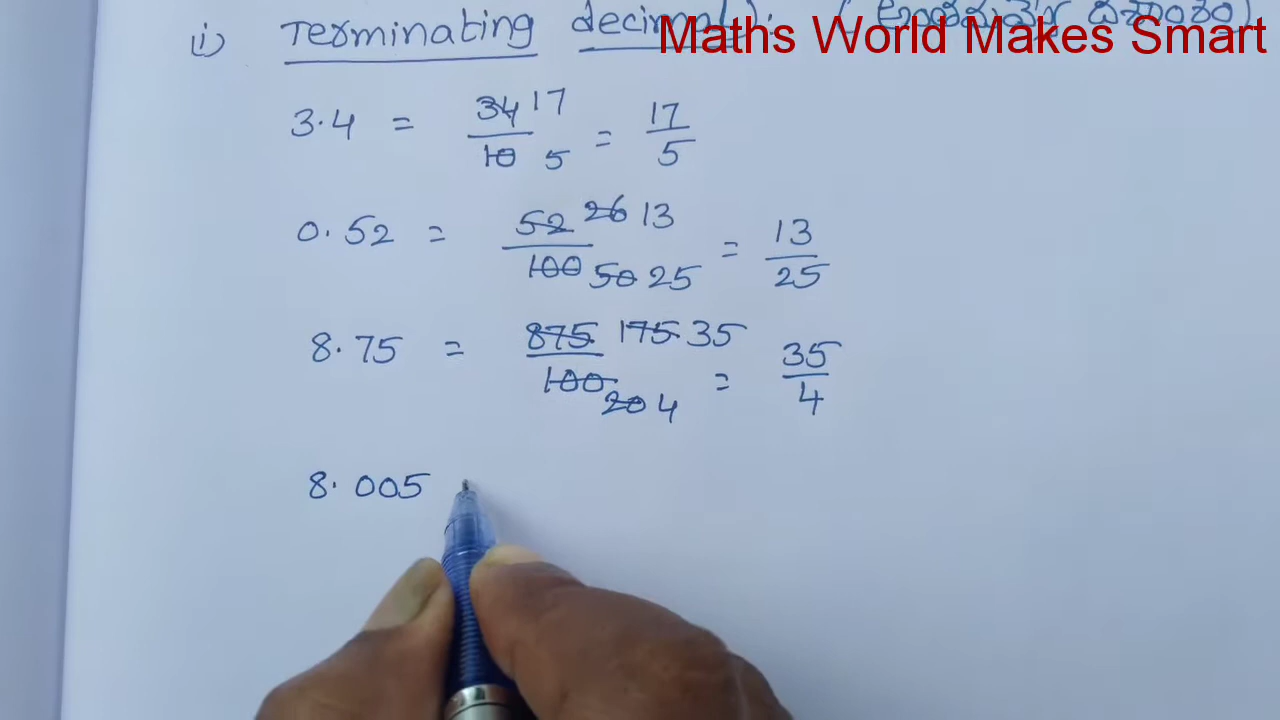 i) Terminating decimal
Maths World Makes Smart
3.4 = 34/10 17/5 = 17/5
0.52 = 52/100 26/50 13/25 = 13/25
8.75 = 875/100 175/20 35/4 = 35/4
8.005